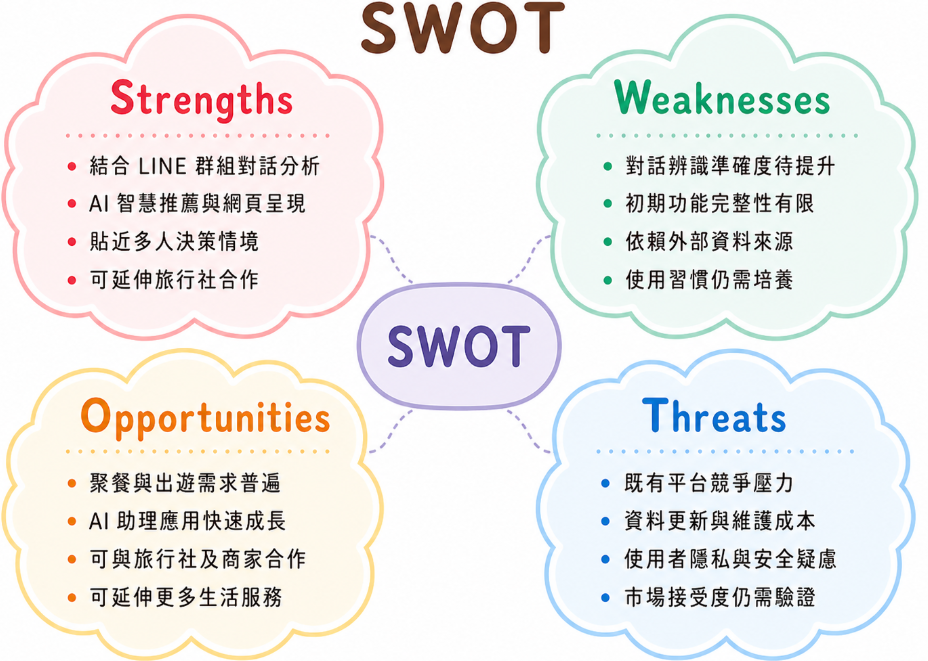 SWOT
Strengths
• 結合 LINE 群組對話分析
• AI 智慧推薦與網頁呈現
• 貼近多人決策情境
• 可延伸旅行社合作
Weaknesses
• 對話辨識準確度待提升
• 初期功能完整性有限
• 依賴外部資料來源
• 使用習慣仍需培養
SWOT
Opportunities
• 聚餐與出遊需求普遍
• AI 助理應用快速成長
• 可與旅行社及商家合作
• 可延伸更多生活服務
Threats
• 既有平台競爭壓力
• 資料更新與維護成本
• 使用者隱私與安全疑慮
• 市場接受度仍需驗證